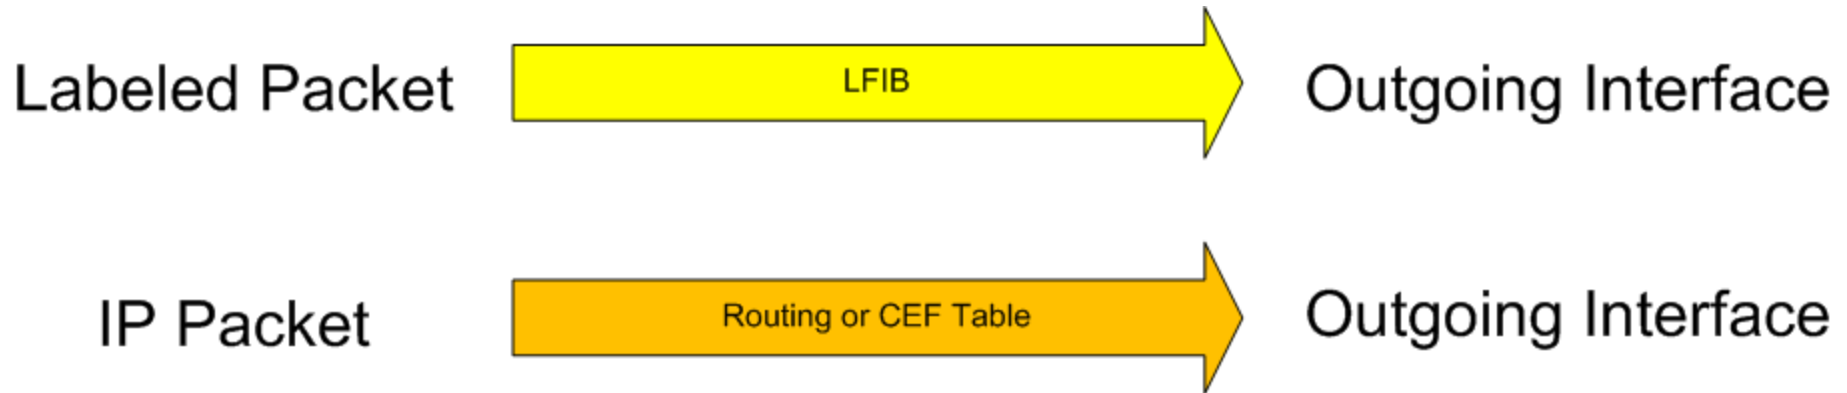 Labeled Packet LFIB Outgoing Interface
IP Packet Routing or CEF Table Outgoing Interface